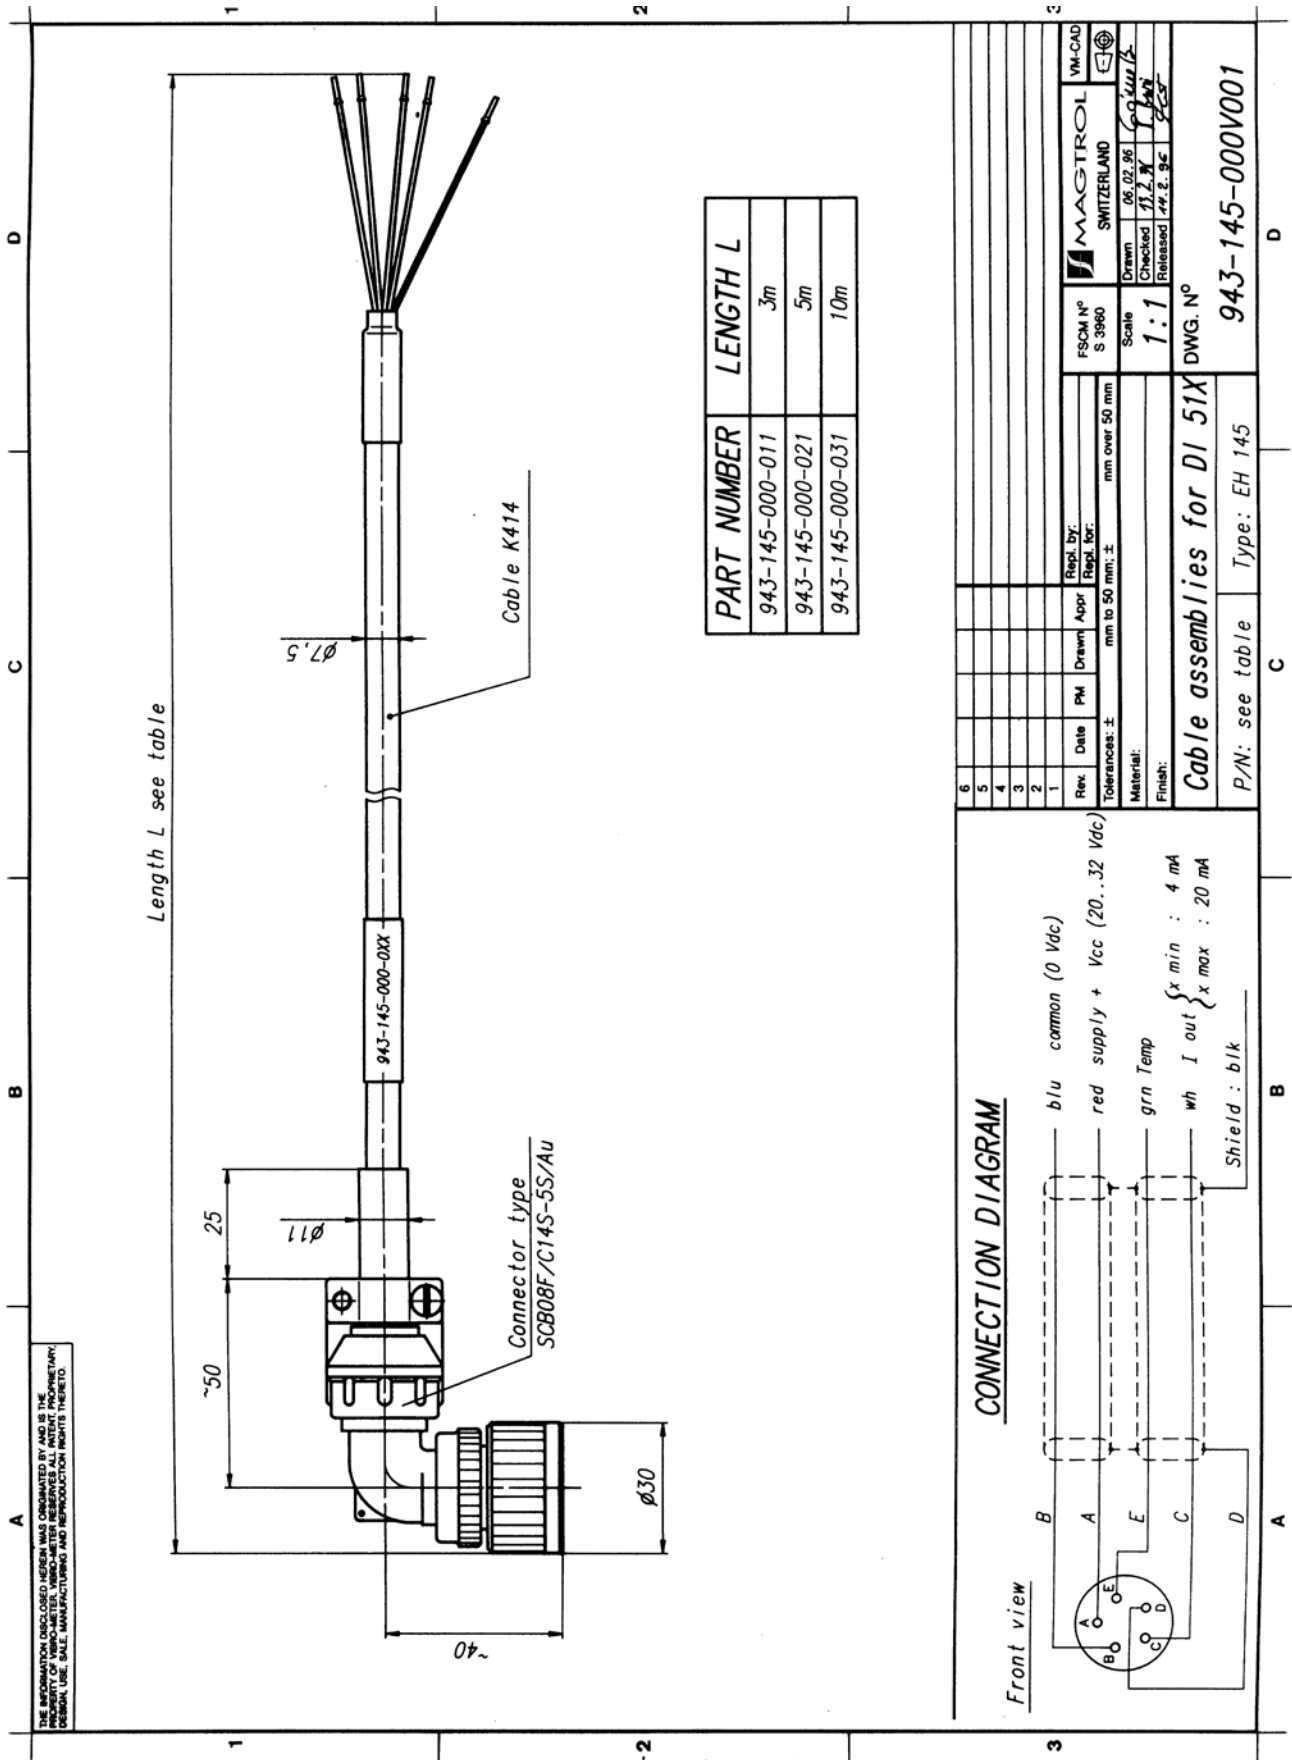 THE INFORMATION DISCLOSED HEREIN WAS ORIGINATED BY AND IS THE
PROPERTY OF VIBRO-METER. VIBRO-METER RESERVES ALL PATENT, PROPRIETARY,
DESIGN, USE, SALE, MANUFACTURING AND REPRODUCTION RIGHTS THERETO.
A
B
C
D
1
2
3
Length L see table
~50
25
ø11
ø7,5
943-145-000-0XX
Cable K414
Connector type
SCB08F/C14S-5S/Au
~40
ø30
PART NUMBER LENGTH L
943-145-000-011 3m
943-145-000-021 5m
943-145-000-031 10m
CONNECTION DIAGRAM
Front view
A
B
C
D
E
B blu common (0 Vdc)
A red supply + Vcc (20..32 Vdc)
E grn Temp
C wh I out { x min : 4 mA
x max : 20 mA
D Shield : blk
6
5
4
3
2
1
Rev. Date PM Drawn Appr
Repl. by:
Repl. for:
Tolerances: ± mm to 50 mm; ± mm over 50 mm
Material:
Finish:
FSCM Nº
S 3960
MAGTROL
SWITZERLAND
VM-CAD
Scale
1:1
Drawn 06.02.96
Checked
Released 14.2.96
Cable assemblies for DI 51X
P/N: see table Type: EH 145
DWG. Nº
943-145-000V001
A
B
C
D
1
2
3